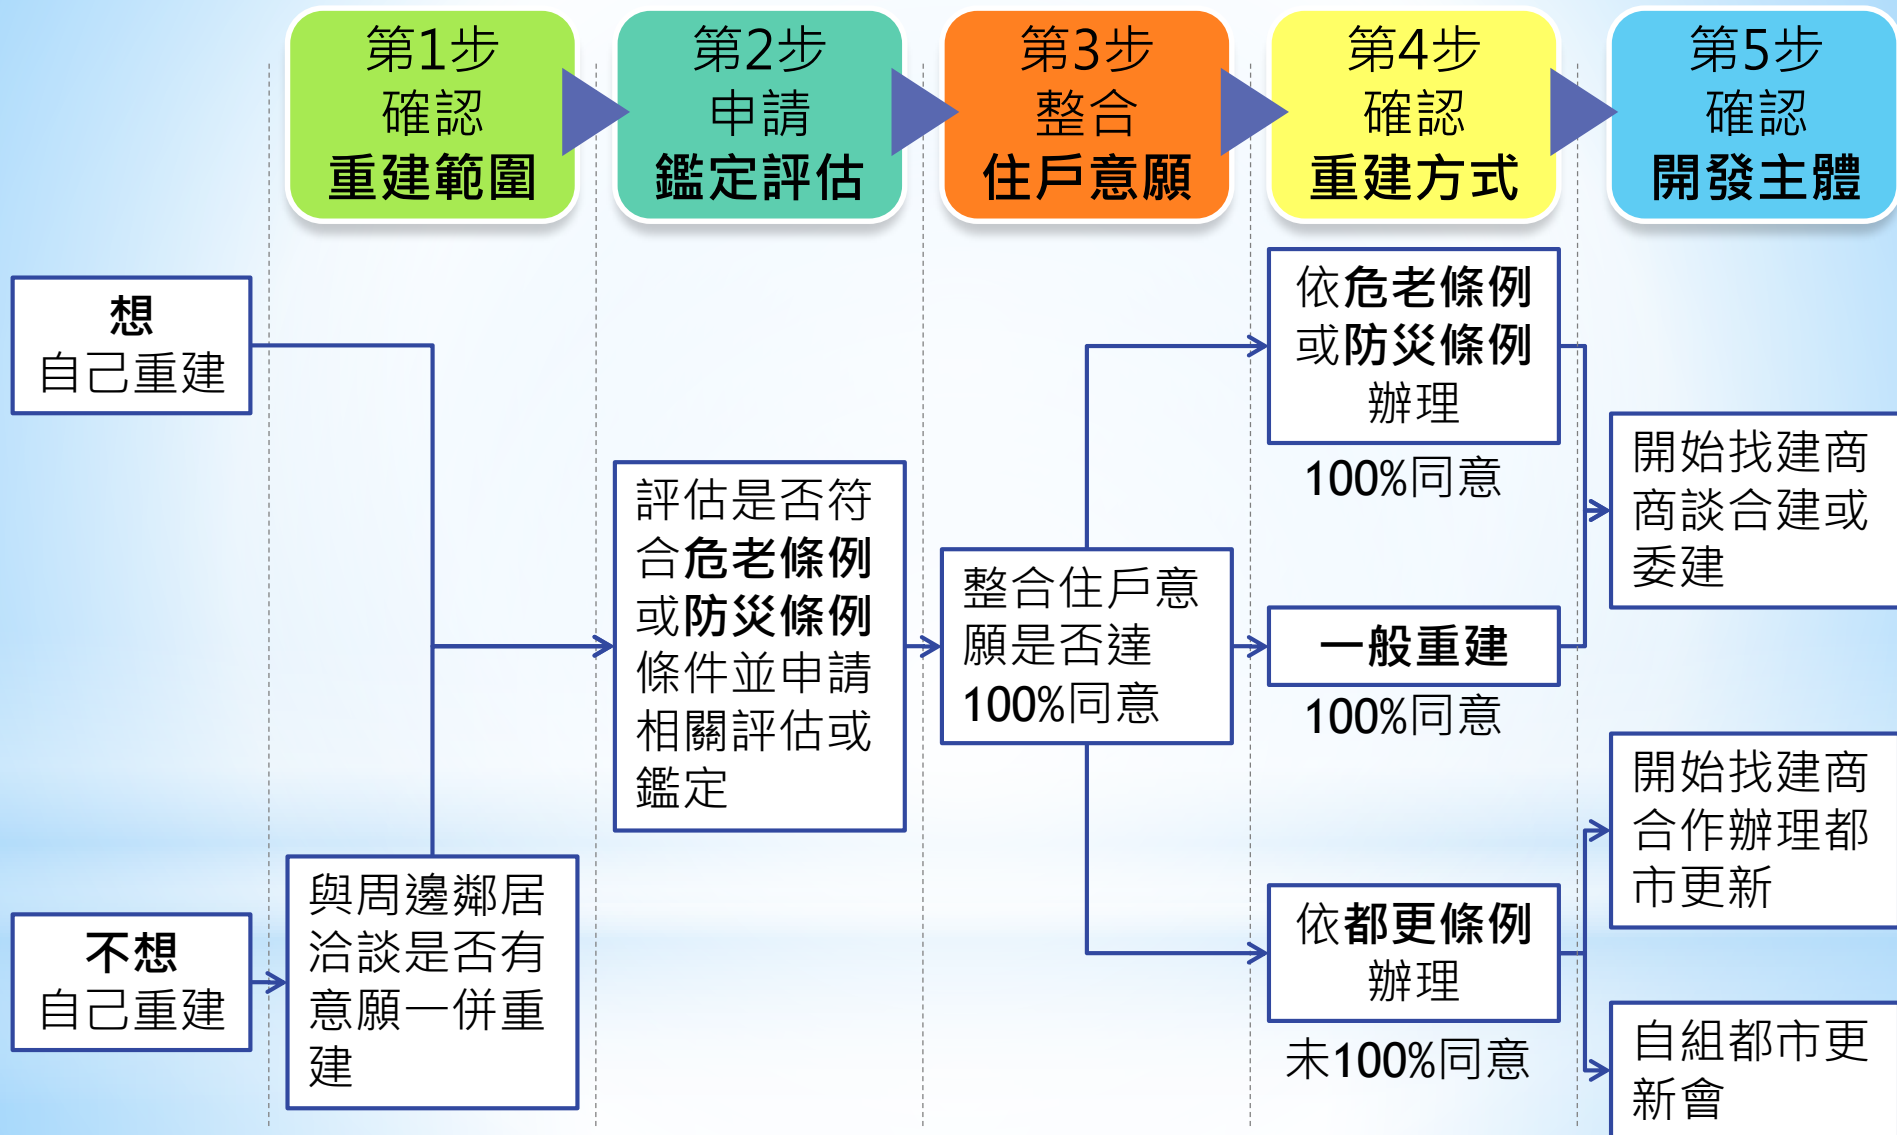 第1步
確認
重建範圍
第2步
申請
鑑定評估
第3步
整合
住戶意願
第4步
確認
重建方式
第5步
確認
開發主體
想
自己重建
不想
自己重建
與周邊鄰居
洽談是否有
意願一併重
建
評估是否符
合危老條例
或防災條例
條件並申請
相關評估或
鑑定
整合住戶意
願是否達
100%同意
依危老條例
或防災條例
辦理
100%同意
一般重建
100%同意
依都更條例
辦理
未100%同意
開始找建商
商談合建或
委建
開始找建商
合作辦理都
市更新
自組都市更
新會